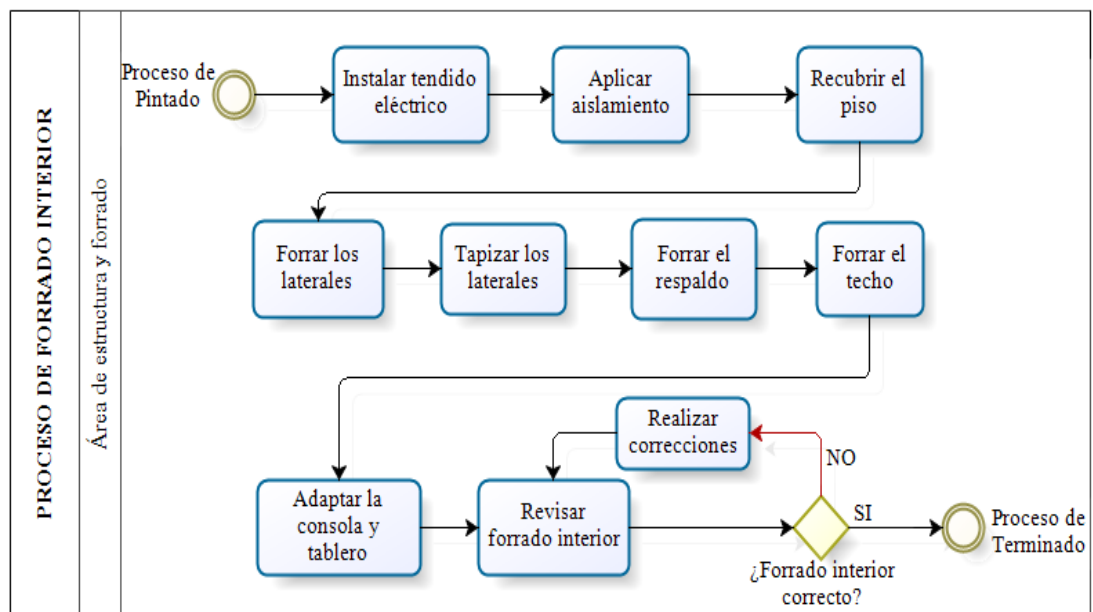 PROCESO DE FORRADO INTERIOR
Área de estructura y forrado
Proceso de
Pintado
Instalar tendido
eléctrico
Aplicar
aislamiento
Recubrir el
piso
Forrar los
laterales
Tapizar los
laterales
Forrar el
respaldo
Forrar el
techo
Realizar
correcciones
NO
Adaptar la
consola y
tablero
Revisar
forrado interior
SI
¿Forrado interior
correcto?
Proceso de
Terminado